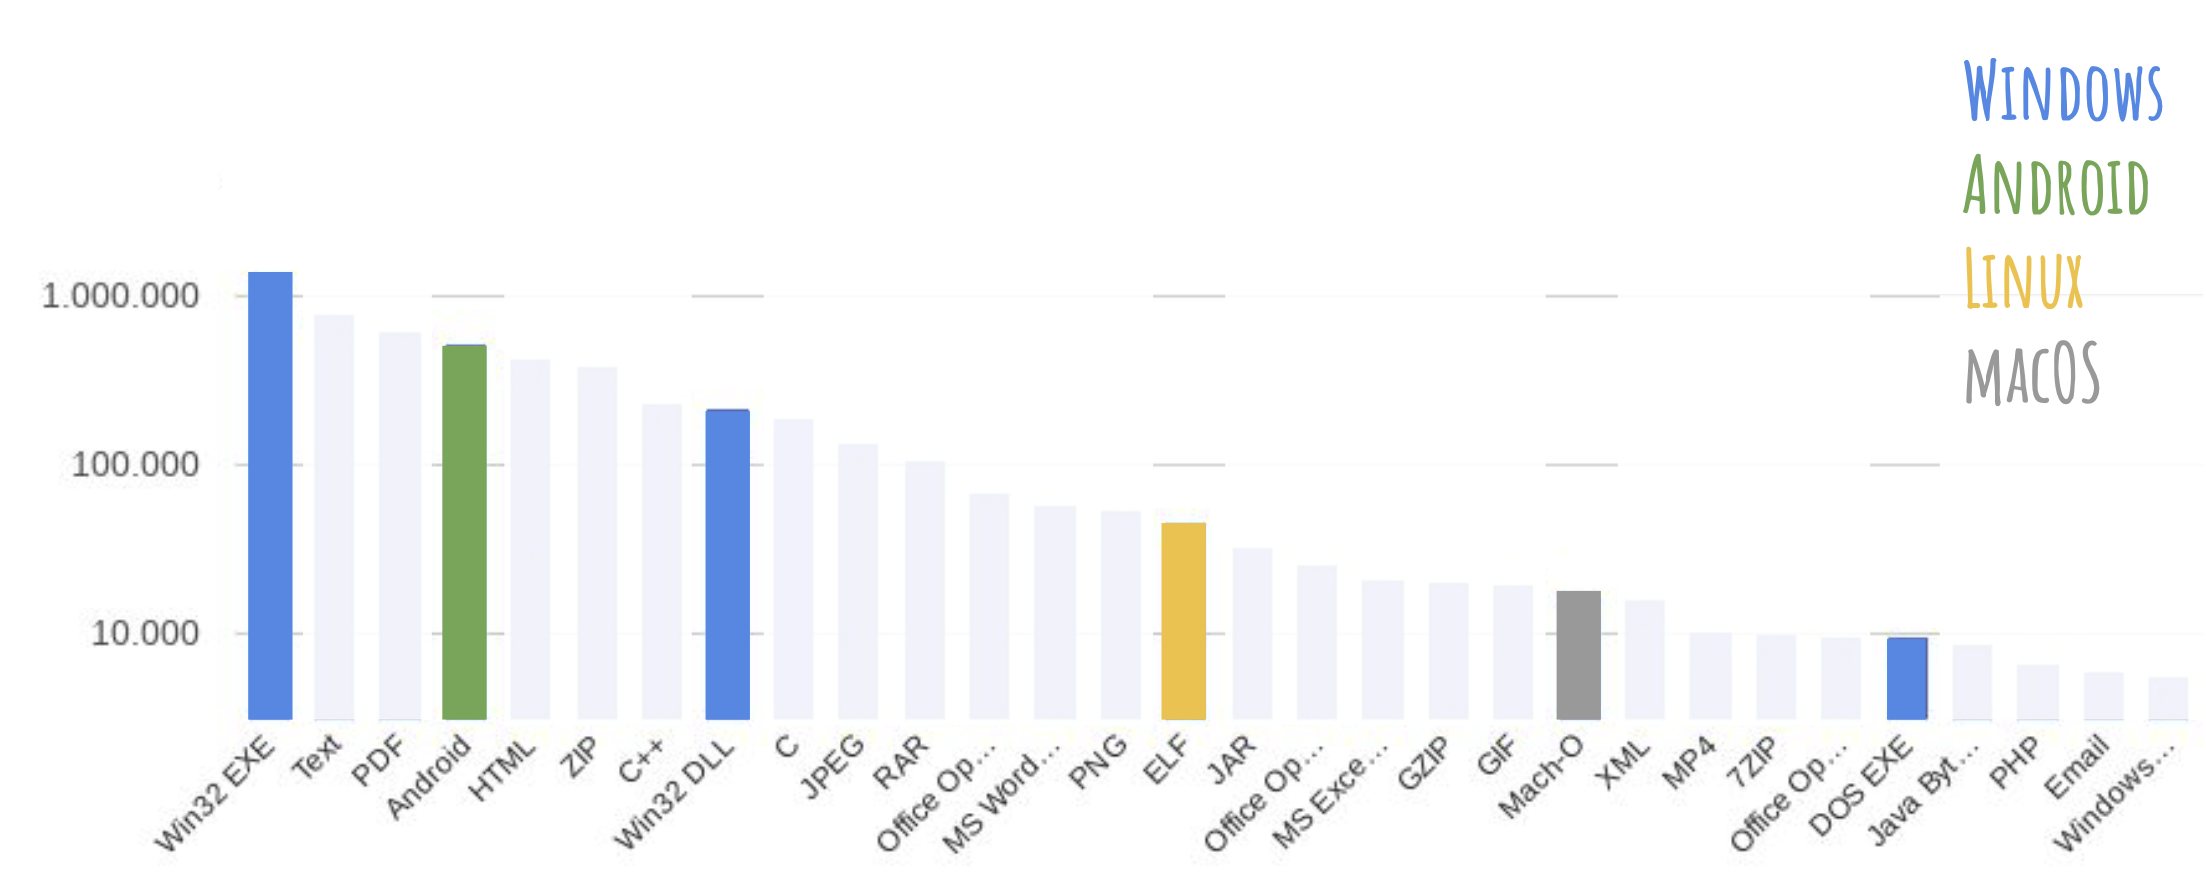 Windows
Android
Linux
macOS
1.000.000
100.000
10.000
Win32 EXE
Text
PDF
Android
HTML
ZIP
C++
Win32 DLL
C
JPEG
RAR
Office Op...
MS Word...
PNG
ELF
JAR
Office Op...
MS Exce...
GZIP
GIF
Mach-O
XML
MP4
7ZIP
Office Op...
DOS EXE
Java Byt...
PHP
Email
Windows...